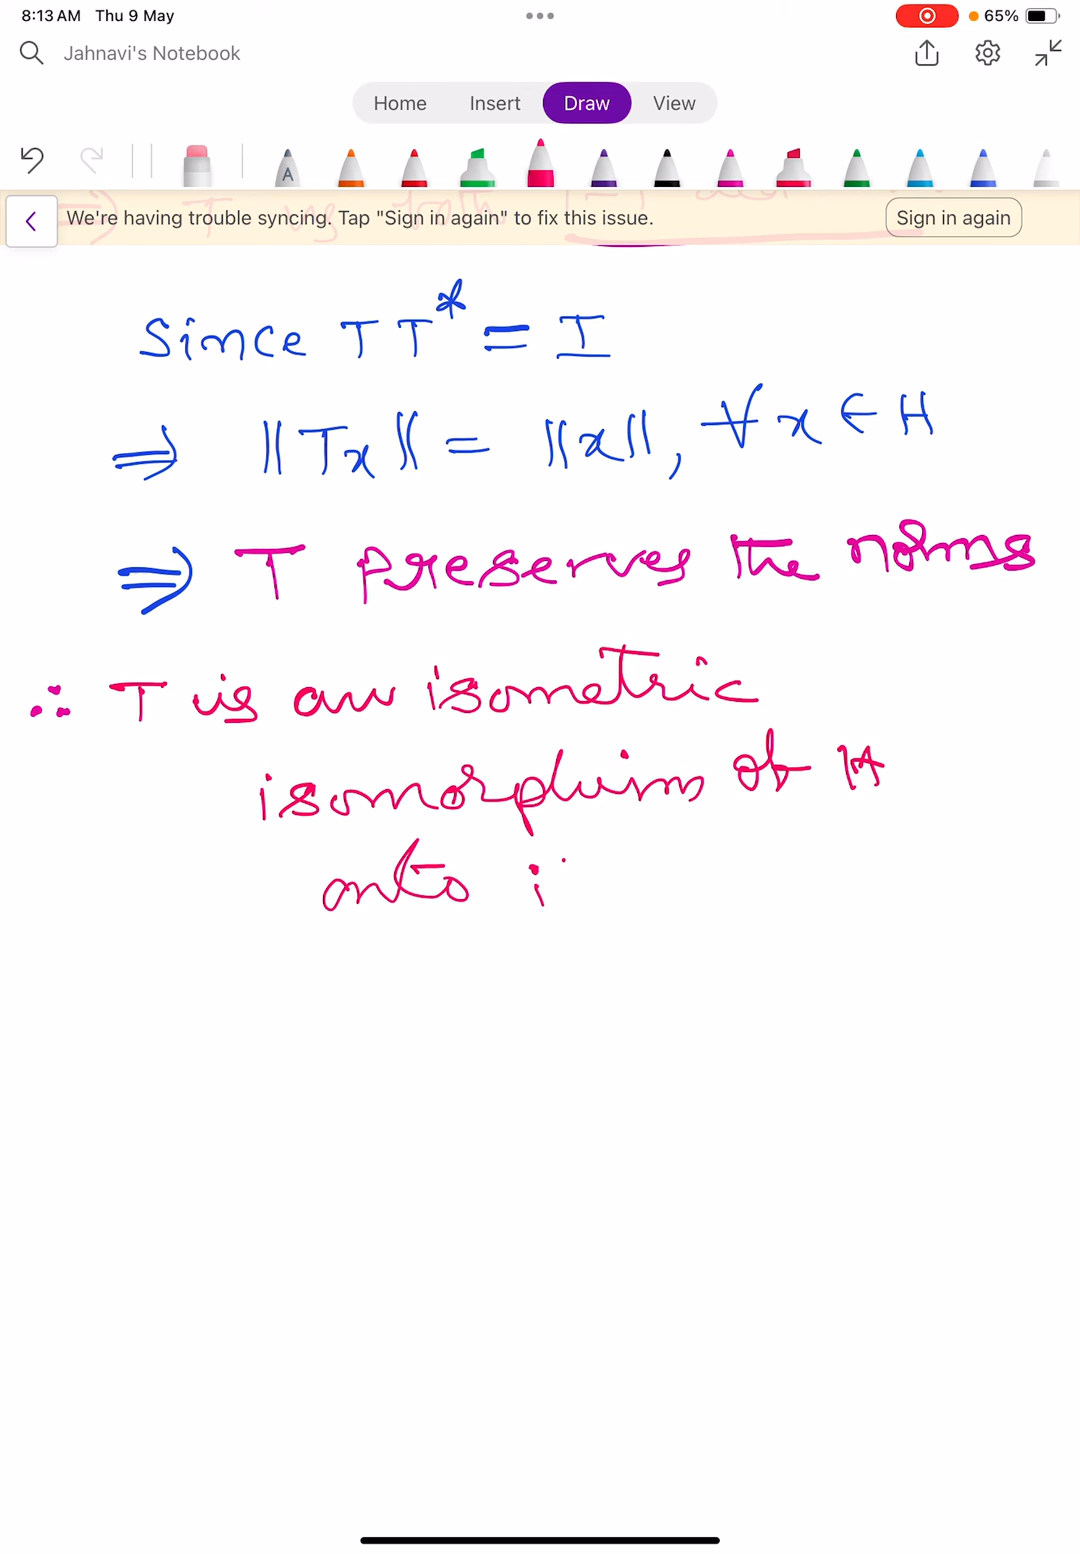 8:13 AM Thu 9 May
65%
Jahnavi's Notebook
Home Insert Draw View
A
We're having trouble syncing. Tap "Sign in again" to fix this issue.
Sign in again
Since TT* = I
⇒ ||Tx|| = ||x||, ∀ x ∈ H
⇒ T preserves the norms
∴ T is an isometric
isomorphism of H
onto i